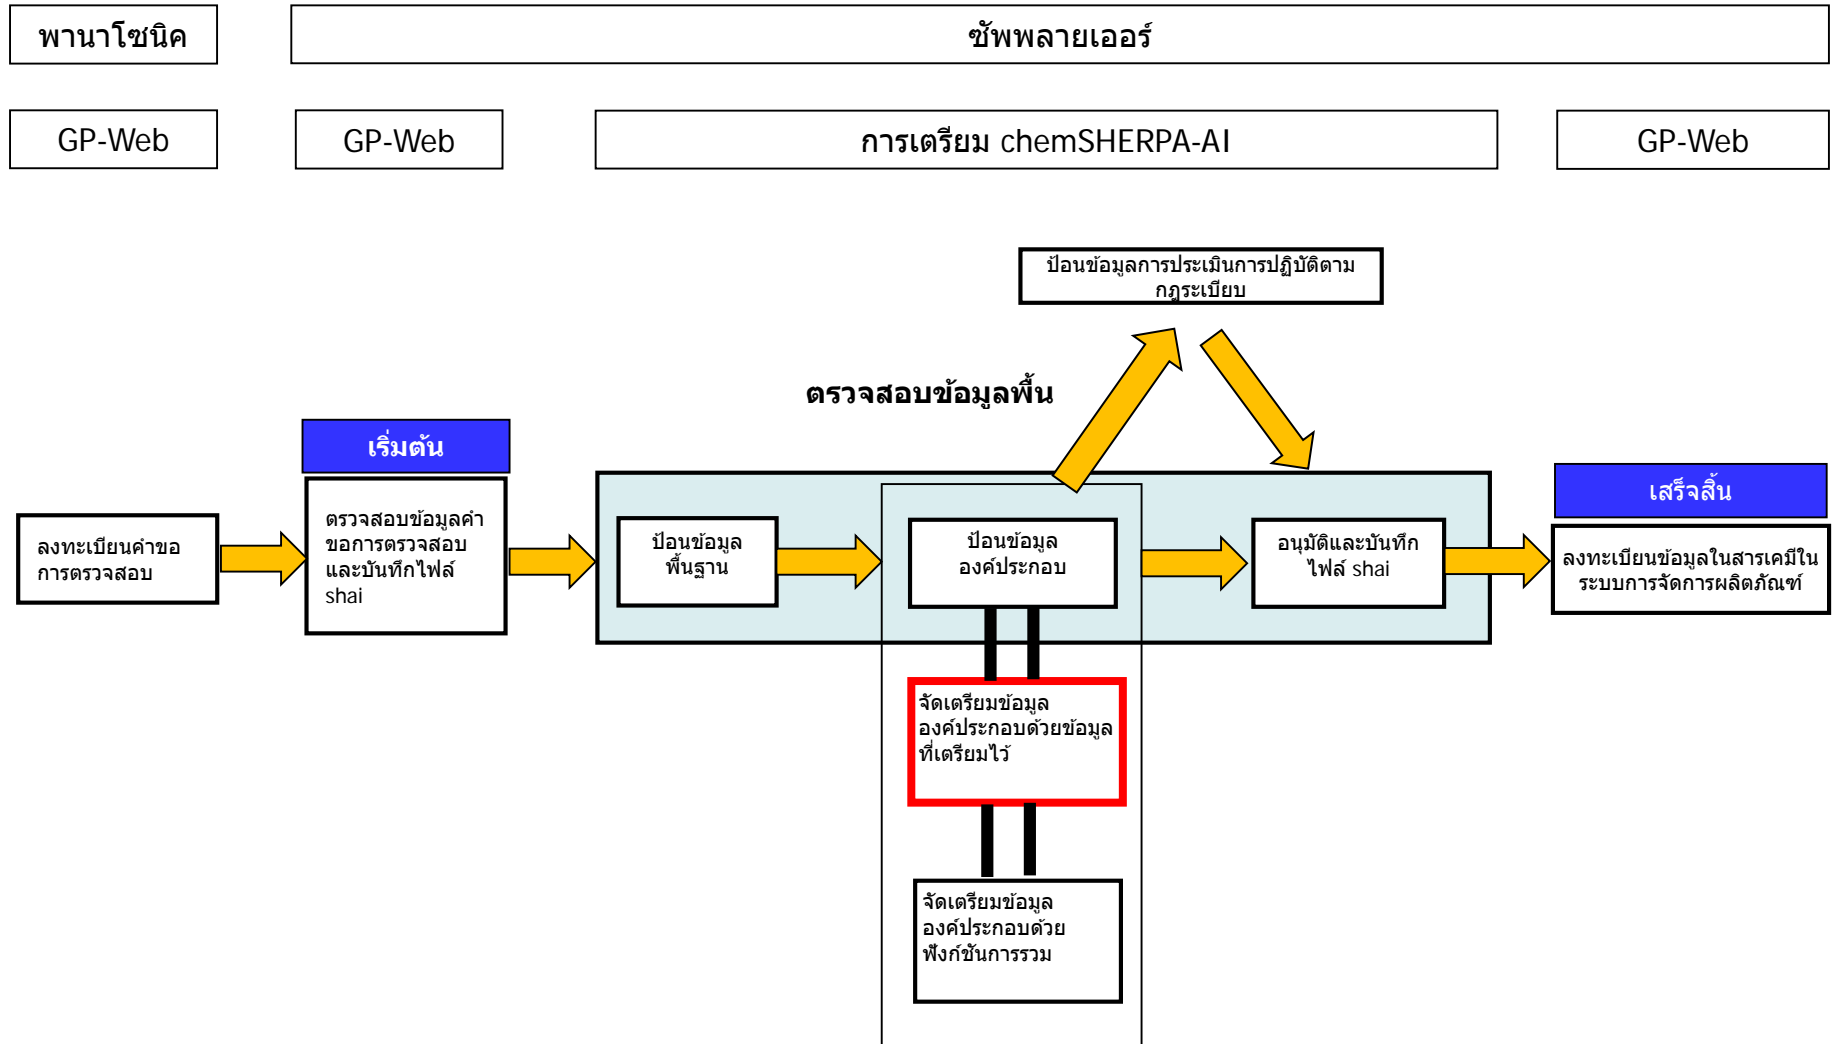 พานาโซนิค
ซัพพลายเออร์
GP-Web
GP-Web
การเตรียม chemSHERPA-AI
GP-Web
ป้อนข้อมูลการประเมินการปฏิบัติตาม
กฎระเบียบ
ตรวจสอบข้อมูลพื้น
เริ่มต้น
เสร็จสิ้น
ลงทะเบียนคำขอ
การตรวจสอบ
ตรวจสอบข้อมูลคำ
ขอการตรวจสอบ
และบันทึกไฟล์
shai
ป้อนข้อมูล
พื้นฐาน
ป้อนข้อมูล
องค์ประกอบ
อนุมัติและบันทึก
ไฟล์ shai
ลงทะเบียนข้อมูลในสารเคมีใน
ระบบการจัดการผลิตภัณฑ์
จัดเตรียมข้อมูล
องค์ประกอบด้วยข้อมูล
ที่เตรียมไว้
จัดเตรียมข้อมูล
องค์ประกอบด้วย
ฟังก์ชันการรวม